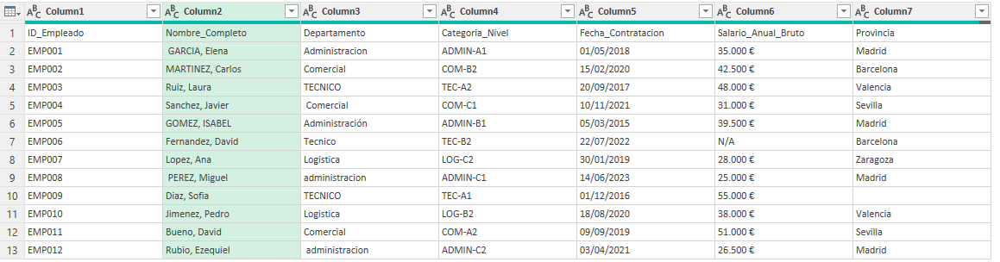 ABC Column1 ABC Column2 ABC Column3 ABC Column4 ABC Column5 ABC Column6 ABC Column7
1 ID_Empleado Nombre_Completo Departamento Categoria_Nivel Fecha_Contratacion Salario_Anual_Bruto Provincia
2 EMP001 GARCIA, Elena Administracion ADMIN-A1 01/05/2018 35.000 € Madrid
3 EMP002 MARTINEZ, Carlos Comercial COM-B2 15/02/2020 42.500 € Barcelona
4 EMP003 Ruiz, Laura TECNICO TEC-A2 20/09/2017 48.000 € Valencia
5 EMP004 Sanchez, Javier Comercial COM-C1 10/11/2021 31.000 € Sevilla
6 EMP005 GOMEZ, ISABEL Administración ADMIN-B1 05/03/2015 39.500 € Madrid
7 EMP006 Fernandez, David Tecnico TEC-B2 22/07/2022 N/A Barcelona
8 EMP007 Lopez, Ana Logistica LOG-C2 30/01/2019 28.000 € Zaragoza
9 EMP008 PEREZ, Miguel administracion ADMIN-C1 14/06/2023 25.000 € Madrid
10 EMP009 Diaz, Sofia TECNICO TEC-A1 01/12/2016 55.000 €
11 EMP010 Jimenez, Pedro Logistica LOG-B2 18/08/2020 38.000 € Valencia
12 EMP011 Bueno, David Comercial COM-A2 09/09/2019 51.000 € Sevilla
13 EMP012 Rubio, Ezequiel administracion ADMIN-C2 03/04/2021 26.500 € Madrid